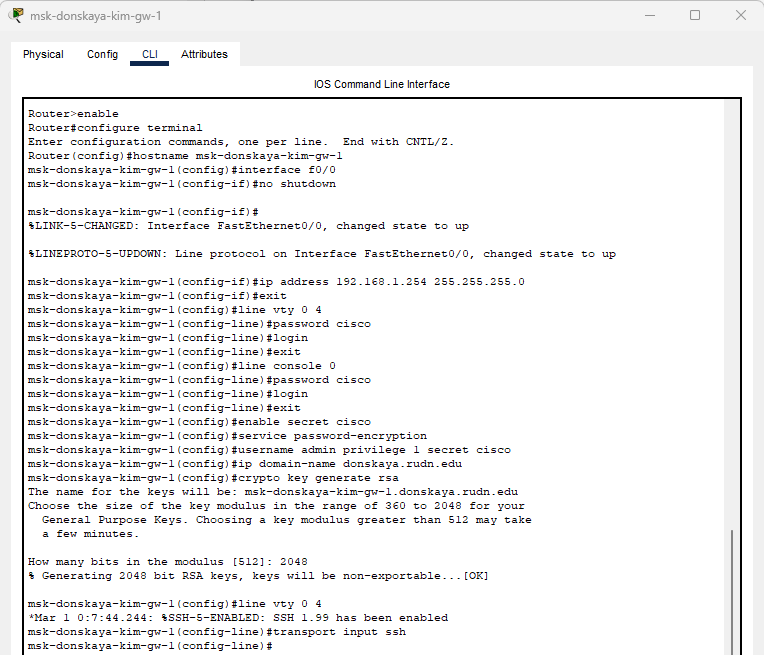 msk-donskaya-kim-gw-1
Physical Config CLI Attributes
IOS Command Line Interface
Router>enable
Router#configure terminal
Enter configuration commands, one per line.  End with CNTL/Z.
Router(config)#hostname msk-donskaya-kim-gw-1
msk-donskaya-kim-gw-1(config)#interface f0/0
msk-donskaya-kim-gw-1(config-if)#no shutdown
msk-donskaya-kim-gw-1(config-if)#
%LINK-5-CHANGED: Interface FastEthernet0/0, changed state to up
%LINEPROTO-5-UPDOWN: Line protocol on Interface FastEthernet0/0, changed state to up
msk-donskaya-kim-gw-1(config-if)#ip address 192.168.1.254 255.255.255.0
msk-donskaya-kim-gw-1(config-if)#exit
msk-donskaya-kim-gw-1(config)#line vty 0 4
msk-donskaya-kim-gw-1(config-line)#password cisco
msk-donskaya-kim-gw-1(config-line)#login
msk-donskaya-kim-gw-1(config-line)#exit
msk-donskaya-kim-gw-1(config)#line console 0
msk-donskaya-kim-gw-1(config-line)#password cisco
msk-donskaya-kim-gw-1(config-line)#login
msk-donskaya-kim-gw-1(config-line)#exit
msk-donskaya-kim-gw-1(config)#enable secret cisco
msk-donskaya-kim-gw-1(config)#service password-encryption
msk-donskaya-kim-gw-1(config)#username admin privilege 1 secret cisco
msk-donskaya-kim-gw-1(config)#ip domain-name donskaya.rudn.edu
msk-donskaya-kim-gw-1(config)#crypto key generate rsa
The name for the keys will be: msk-donskaya-kim-gw-1.donskaya.rudn.edu
Choose the size of the key modulus in the range of 360 to 2048 for your
General Purpose Keys. Choosing a key modulus greater than 512 may take
a few minutes.
How many bits in the modulus [512]: 2048
% Generating 2048 bit RSA keys, keys will be non-exportable...[OK]
msk-donskaya-kim-gw-1(config)#line vty 0 4
*Mar 1 0:7:44.244: %SSH-5-ENABLED: SSH 1.99 has been enabled
msk-donskaya-kim-gw-1(config-line)#transport input ssh
msk-donskaya-kim-gw-1(config-line)#